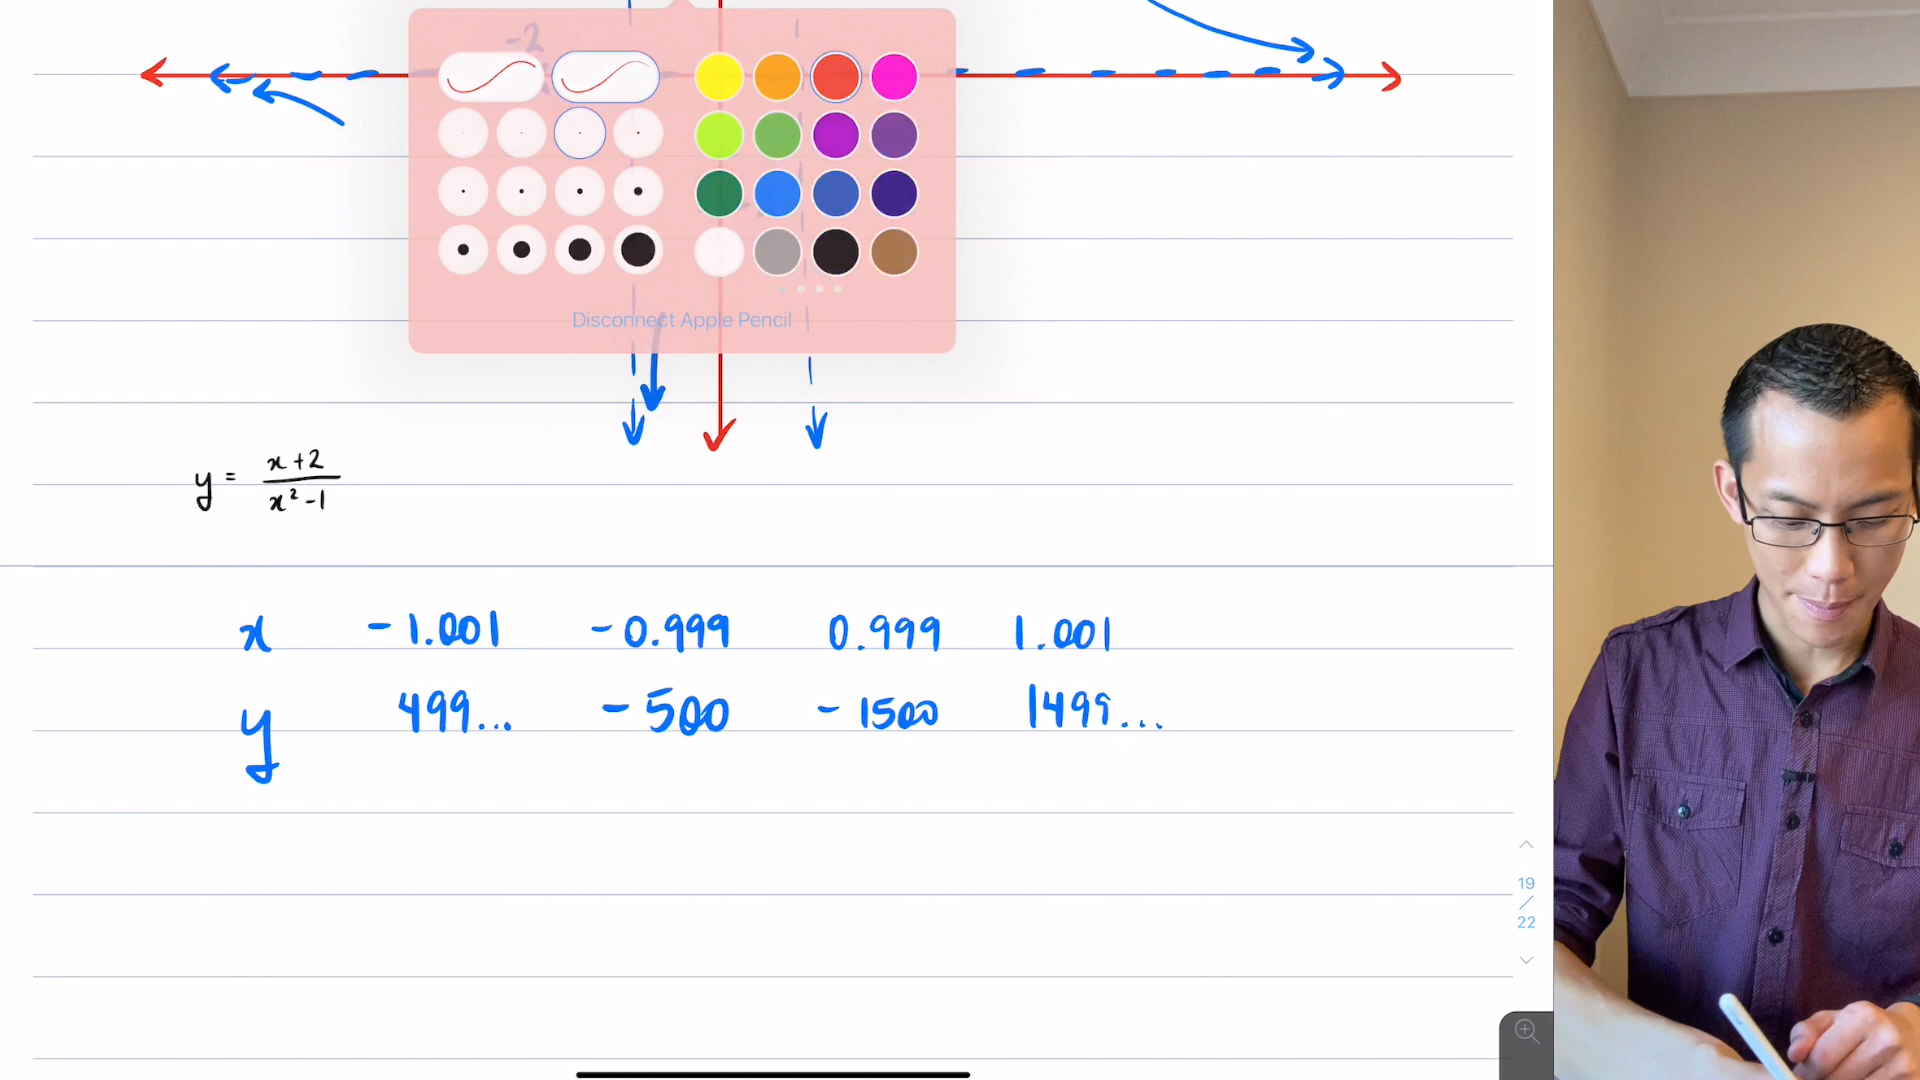 -2
Disconnect Apple Pencil
y = x+2 / x² -1
x -1.001 -0.999 0.999 1.001
y 499... -500 -1500 1499...
19
/
22